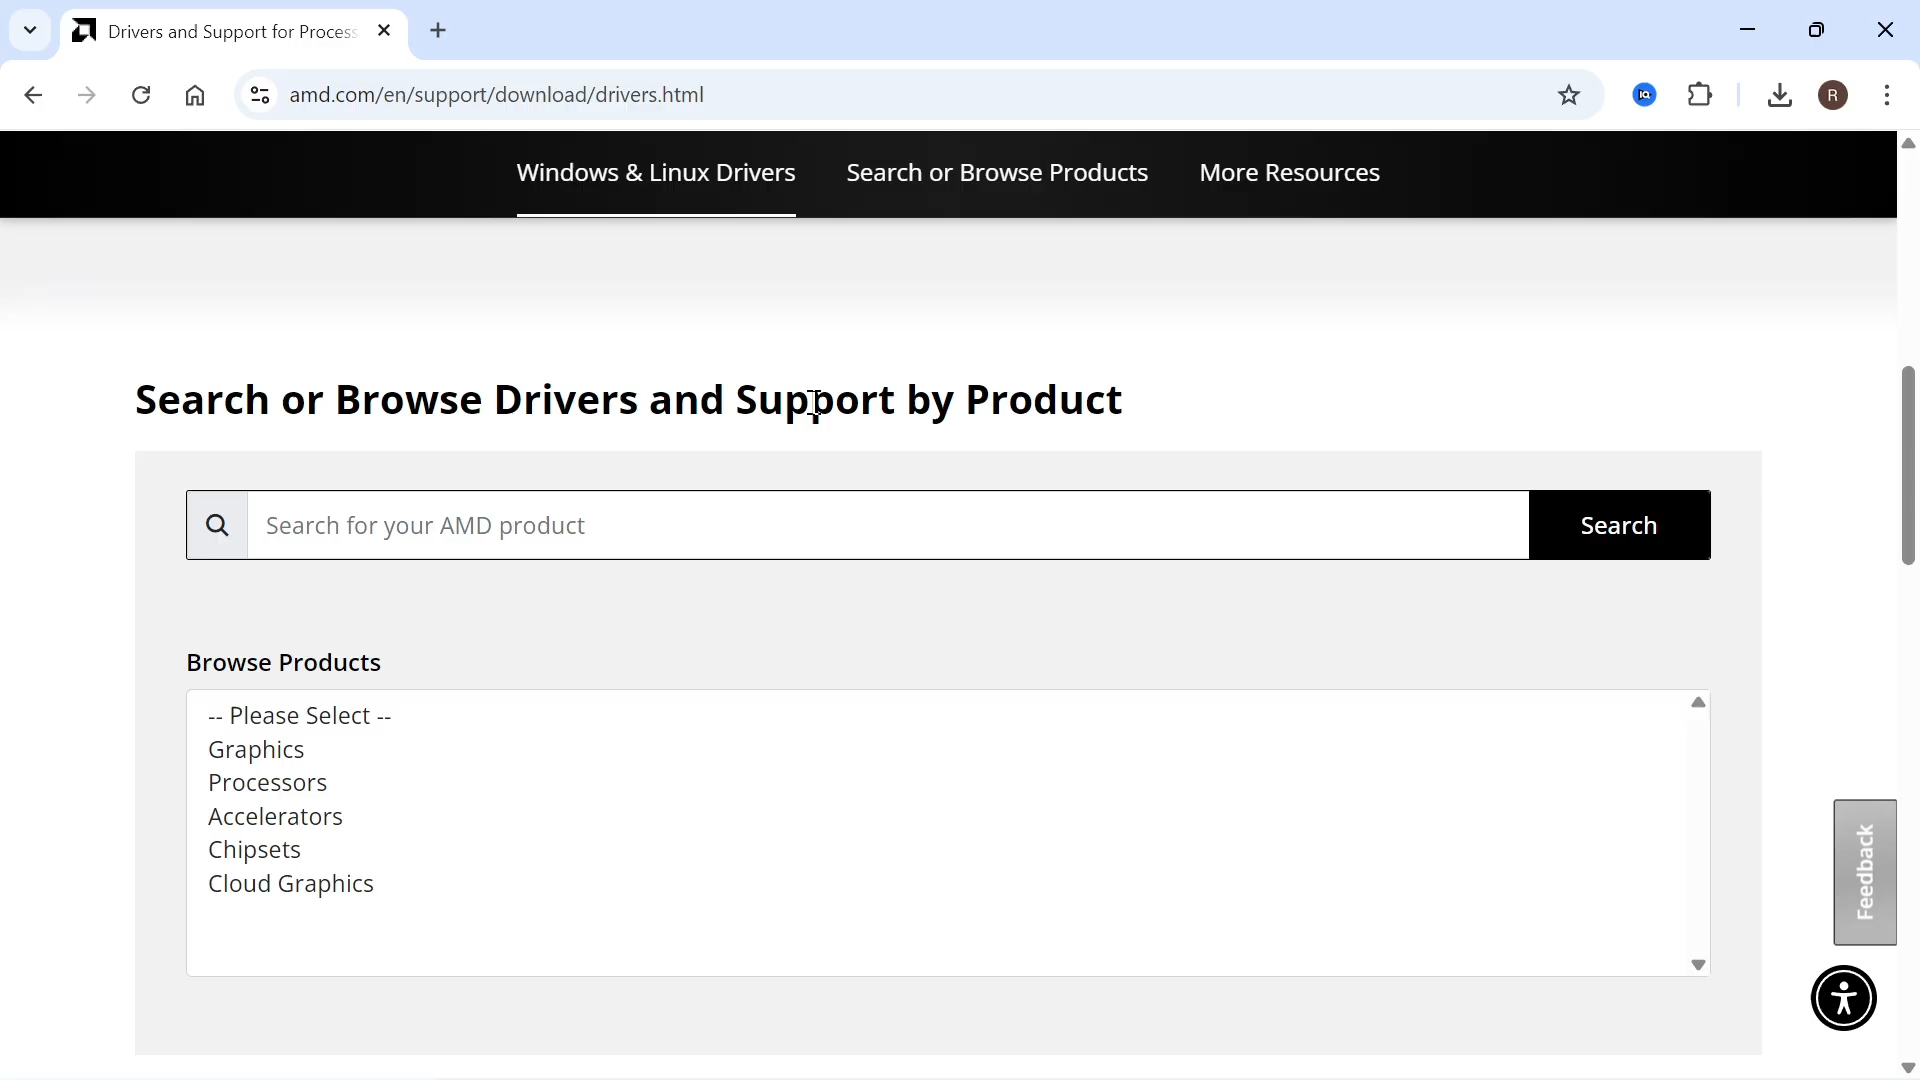 Drivers and Support for Process
amd.com/en/support/download/drivers.html
IQ
R
Windows & Linux Drivers Search or Browse Products More Resources
Search or Browse Drivers and Support by Product
Search for your AMD product Search
Browse Products
-- Please Select --
Graphics
Processors
Accelerators
Chipsets
Cloud Graphics
Feedback